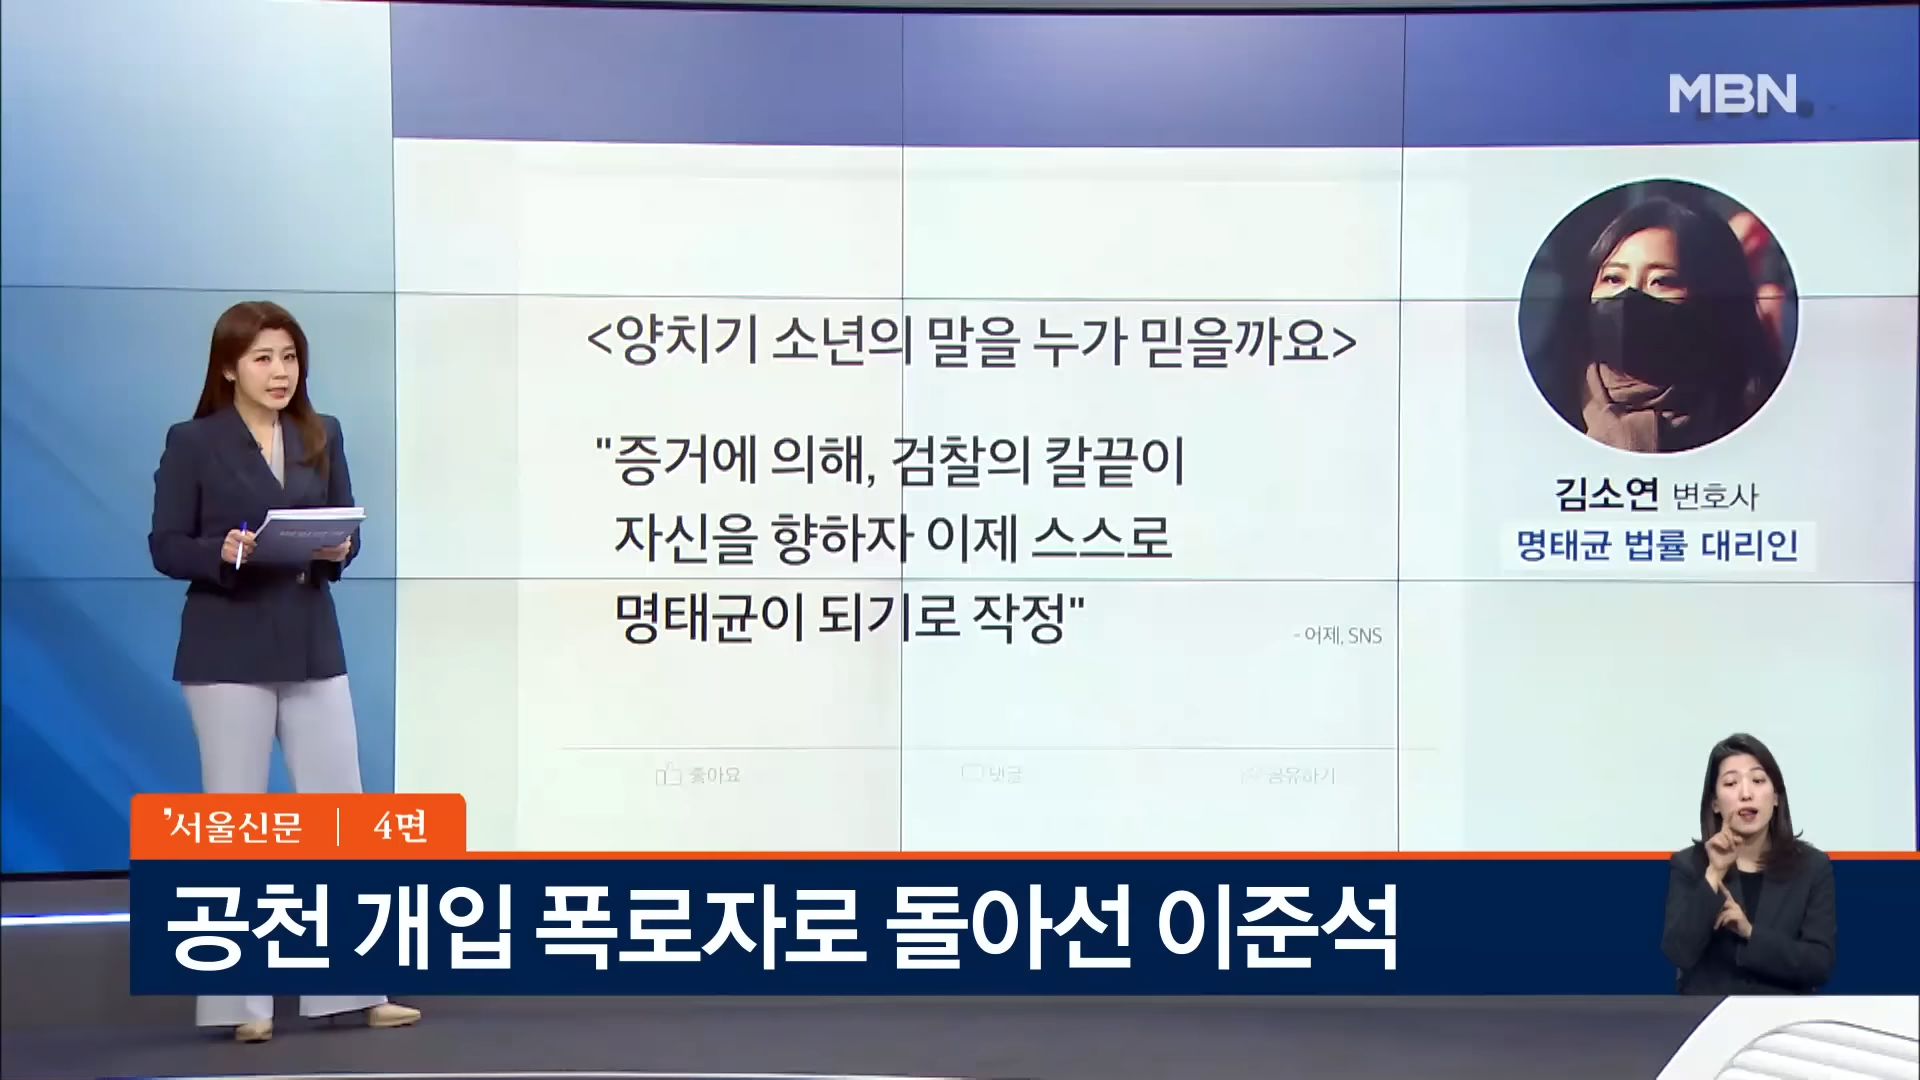 MBN
<양치기 소년의 말을 누가 믿을까요>
"증거에 의해, 검찰의 칼끝이
자신을 향하자 이제 스스로
명태균이 되기로 작정"
- 어제, SNS
김소연 변호사
명태균 법률 대리인
좋아요
댓글
공유하기
서울신문 | 4면
공천 개입 폭로자로 돌아선 이준석